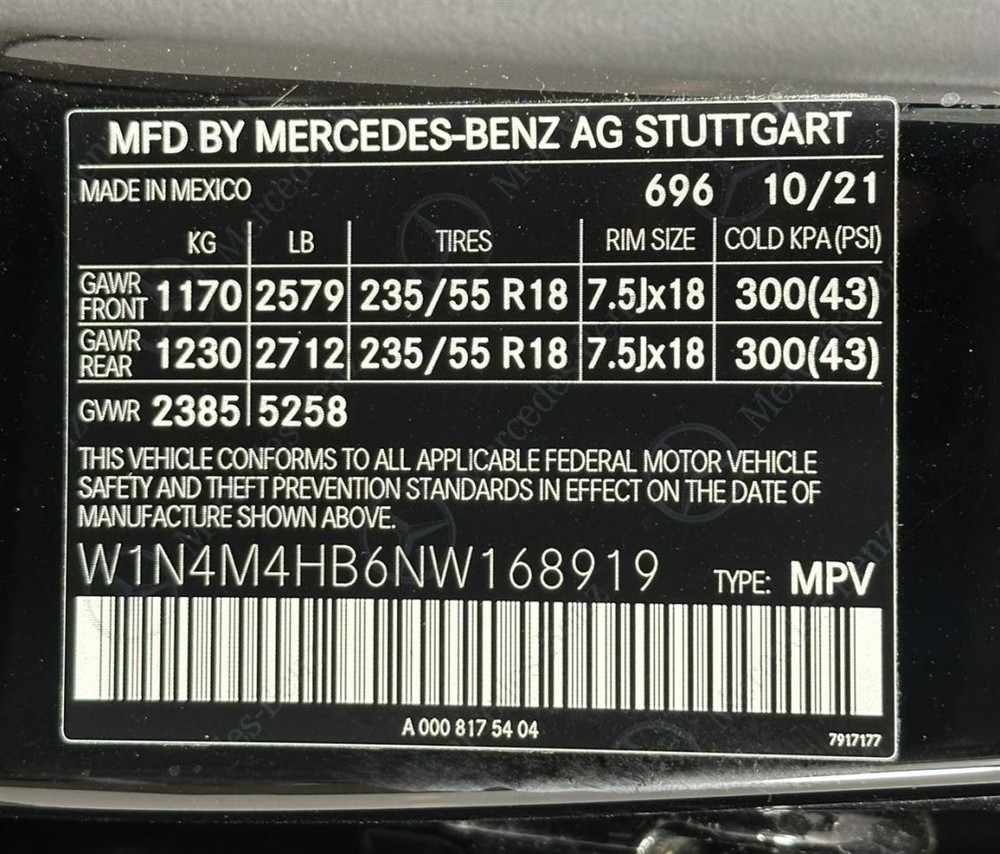 MFD BY MERCEDES-BENZ AG STUTTGART
MADE IN MEXICO 696 10/21
KG LB TIRES RIM SIZE COLD KPA(PSI)
GAWR FRONT 1170 2579 235/55 R18 7.5Jx18 300(43)
GAWR REAR 1230 2712 235/55 R18 7.5Jx18 300(43)
GVWR 2385 5258
THIS VEHICLE CONFORMS TO ALL APPLICABLE FEDERAL MOTOR VEHICLE
SAFETY AND THEFT PREVENTION STANDARDS IN EFFECT ON THE DATE OF
MANUFACTURE SHOWN ABOVE.
W1N4M4HB6NW168919 TYPE: MPV
A 000 817 54 04
7917177